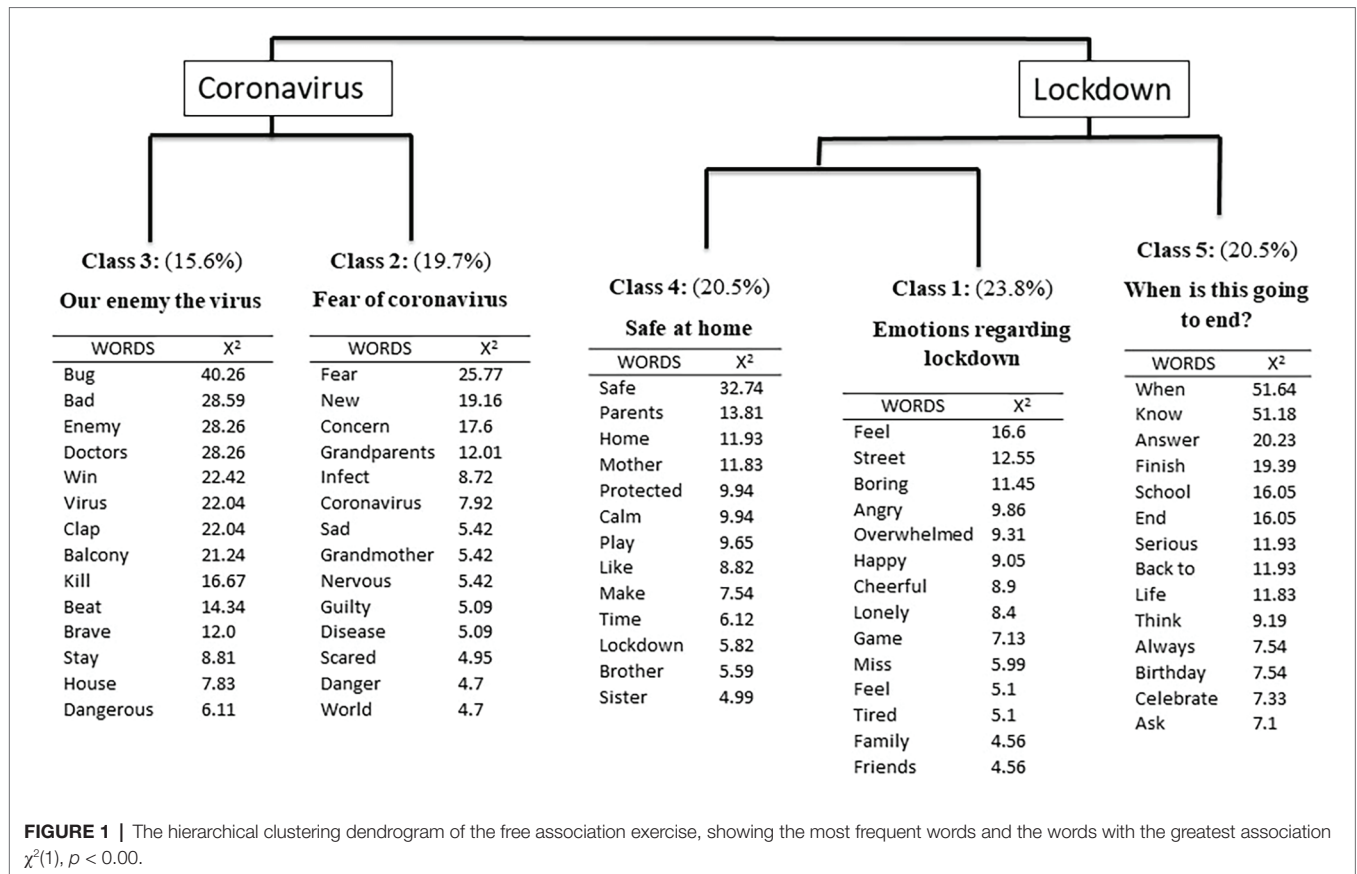 Coronavirus
Lockdown
Class 3: (15.6%)
Our enemy the virus
WORDS X²
Bug 40.26
Bad 28.59
Enemy 28.26
Doctors 28.26
Win 22.42
Virus 22.04
Clap 22.04
Balcony 21.24
Kill 16.67
Beat 14.34
Brave 12.0
Stay 8.81
House 7.83
Dangerous 6.11
Class 2: (19.7%)
Fear of coronavirus
WORDS X²
Fear 25.77
New 19.16
Concern 17.6
Grandparents 12.01
Infect 8.72
Coronavirus 7.92
Sad 5.42
Grandmother 5.42
Nervous 5.42
Guilty 5.09
Disease 5.09
Scared 4.95
Danger 4.7
World 4.7
Class 4: (20.5%)
Safe at home
WORDS X²
Safe 32.74
Parents 13.81
Home 11.93
Mother 11.83
Protected 9.94
Calm 9.94
Play 9.65
Like 8.82
Make 7.54
Time 6.12
Lockdown 5.82
Brother 5.59
Sister 4.99
Class 1: (23.8%)
Emotions regarding
lockdown
WORDS X²
Feel 16.6
Street 12.55
Boring 11.45
Angry 9.86
Overwhelmed 9.31
Happy 9.05
Cheerful 8.9
Lonely 8.4
Game 7.13
Miss 5.99
Feel 5.1
Tired 5.1
Family 4.56
Friends 4.56
Class 5: (20.5%)
When is this going
to end?
WORDS X²
When 51.64
Know 51.18
Answer 20.23
Finish 19.39
School 16.05
End 16.05
Serious 11.93
Back to 11.93
Life 11.83
Think 9.19
Always 7.54
Birthday 7.54
Celebrate 7.33
Ask 7.1
FIGURE 1 | The hierarchical clustering dendrogram of the free association exercise, showing the most frequent words and the words with the greatest association
χ²(1), p < 0.00.